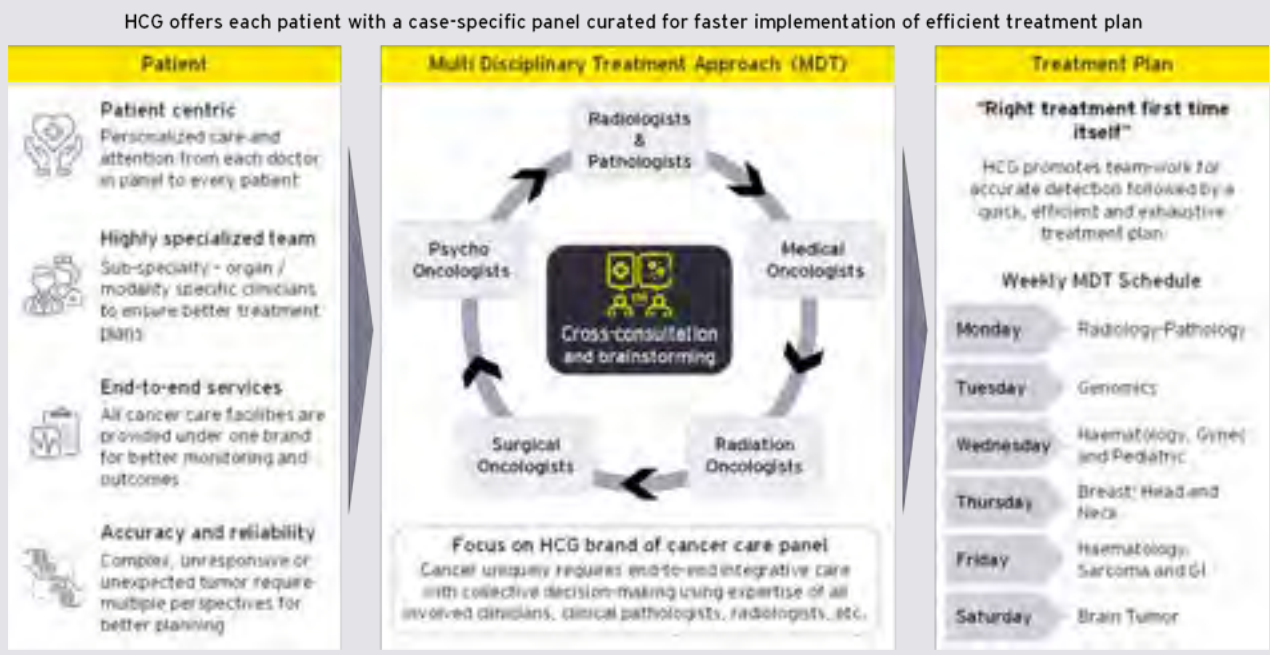 HCG offers each patient with a case-specific panel curated for faster implementation of efficient treatment plan
Patient
Patient centric
Personalized care and
attention from each doctor
in panel to every patient
Highly specialized team
Sub-specialty - organ /
modality specific clinicians
to ensure better treatment
plans
End-to-end services
All cancer care facilities are
provided under one brand
for better monitoring and
outcomes
Accuracy and reliability
Complex, unresponsive or
unexpected tumor require
multiple perspectives for
better planning
Multi Disciplinary Treatment Approach (MDT)
Radiologists
&
Pathologists
Medical
Oncologists
Radiation
Oncologists
Surgical
Oncologists
Psycho
Oncologists
Cross-consultation
and brainstorming
Focus on HCG brand of cancer care panel
Cancer uniquely requires end-to-end integrative care
with collective decision-making using expertise of all
involved clinicians, clinical pathologists, radiologists, etc.
Treatment Plan
"Right treatment first time
itself"
HCG promotes team-work for
accurate detection followed by a
quick, efficient and exhaustive
treatment plan
Weekly MDT Schedule
Monday
Radiology-Pathology
Tuesday
Genomics
Wednesday
Haematology, Gynec
and Pediatric
Thursday
Breast; Head and
Neck
Friday
Haematology,
Sarcoma and GI
Saturday
Brain Tumor